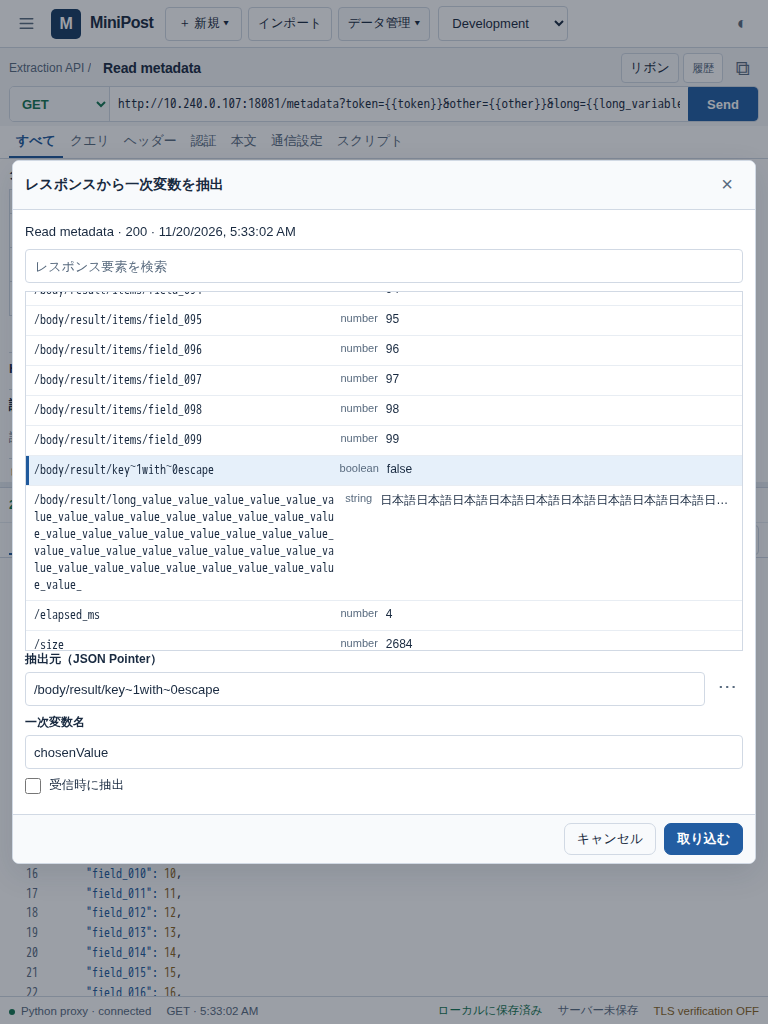 M MiniPost ＋ 新規 ▾ インポート データ管理 ▾ Development
Extraction API / Read metadata リボン 履歴
GET http://10.240.0.107:18081/metadata?token={{token}}&other={{other}}&long={{long_variable Send
すべて クエリ ヘッダー 認証 本文 通信設定 スクリプト
レスポンスから一次変数を抽出 ✕
Read metadata · 200 · 11/20/2026, 5:33:02 AM
レスポンス要素を検索
/body/result/items/field_095 number 95
/body/result/items/field_096 number 96
/body/result/items/field_097 number 97
/body/result/items/field_098 number 98
/body/result/items/field_099 number 99
/body/result/key~1with~0escape boolean false
/body/result/long_value_value_value_value_value_va string 日本語日本語日本語日本語日本語日本語日本語日本語日本語日…
lue_value_value_value_value_value_value_value_valu
e_value_value_value_value_value_value_value_value_
value_value_value_value_value_value_value_value_va
lue_value_value_value_value_value_value_value_valu
e_value_
/elapsed_ms number 4
/size number 2684
抽出元（JSON Pointer）
/body/result/key~1with~0escape ···
一次変数名
chosenValue
受信時に抽出
キャンセル 取り込む
16 "field_010": 10,
17 "field_011": 11,
18 "field_012": 12,
19 "field_013": 13,
20 "field_014": 14,
21 "field_015": 15,
22 "field_016": 16,
Python proxy · connected GET · 5:33:02 AM ローカルに保存済み サーバー未保存 TLS verification OFF